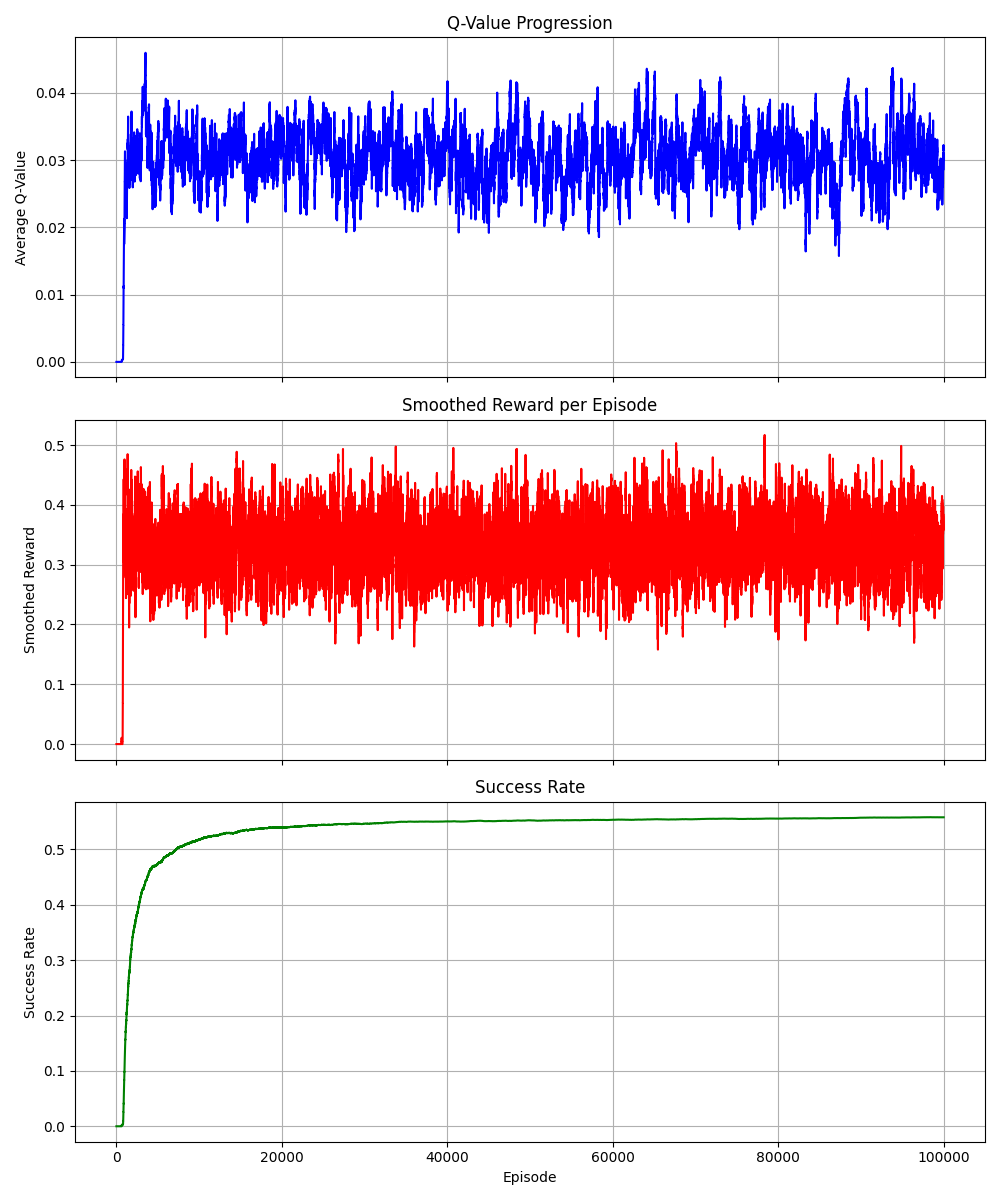 Q-Value Progression
0.04
0.03
0.02
0.01
0.00
Average Q-Value
Smoothed Reward per Episode
0.5
0.4
0.3
0.2
0.1
0.0
Smoothed Reward
Success Rate
0.5
0.4
0.3
0.2
0.1
0.0
Success Rate
0 20000 40000 60000 80000 100000
Episode